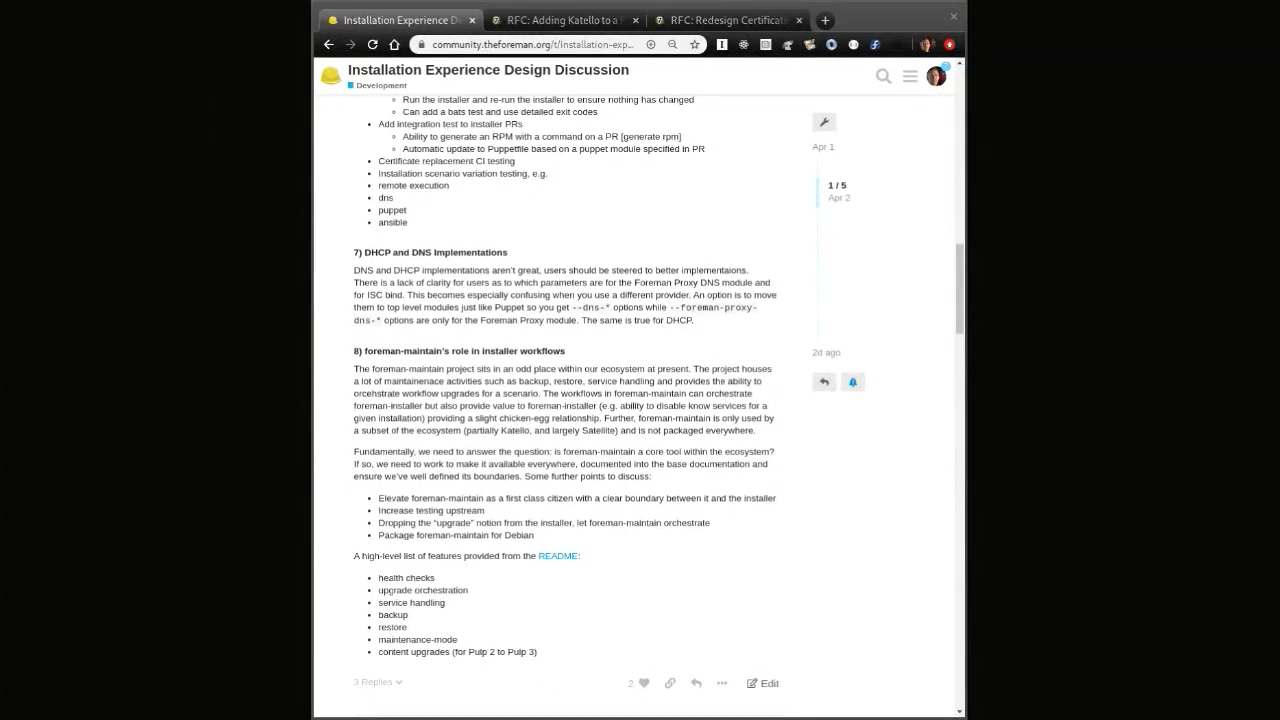 Installation Experience De
RFC: Adding Katello to a F
RFC: Redesign Certificate
community.theforeman.org/t/installation-exp...
Installation Experience Design Discussion
Development
Run the installer and re-run the installer to ensure nothing has changed
Can add a bats test and use detailed exit codes
Add integration test to installer PRs
Ability to generate an RPM with a command on a PR [generate rpm]
Automatic update to Puppetfile based on a puppet module specified in PR
Certificate replacement CI testing
Installation scenario variation testing, e.g.
remote execution
dns
puppet
ansible
7) DHCP and DNS Implementations
DNS and DHCP implementations aren't great, users should be steered to better implementaions.
There is a lack of clarity for users as to which parameters are for the Foreman Proxy DNS module and
for ISC bind. This becomes especially confusing when you use a different provider. An option is to move
them to top level modules just like Puppet so you get --dns-* options while --foreman-proxy-
dns-* options are only for the Foreman Proxy module. The same is true for DHCP.
8) foreman-maintain's role in installer workflows
The foreman-maintain project sits in an odd place within our ecosystem at present. The project houses
a lot of maintainenace activities such as backup, restore, service handling and provides the ability to
orcehstrate workflow upgrades for a scenario. The workflows in foreman-maintain can orchestrate
foreman-installer but also provide value to foreman-installer (e.g. ability to disable know services for a
given installation) providing a slight chicken-egg relationship. Further, foreman-maintain is only used by
a subset of the ecosystem (partially Katello, and largely Satellite) and is not packaged everywhere.
Fundamentally, we need to answer the question: is foreman-maintain a core tool within the ecosystem?
If so, we need to work to make it available everywhere, documented into the base documentation and
ensure we've well defined its boundaries. Some further points to discuss:
Elevate foreman-maintain as a first class citizen with a clear boundary between it and the installer
Increase testing upstream
Dropping the "upgrade" notion from the installer, let foreman-maintain orchestrate
Package foreman-maintain for Debian
A high-level list of features provided from the README:
health checks
upgrade orchestration
service handling
backup
restore
maintenance-mode
content upgrades (for Pulp 2 to Pulp 3)
3 Replies
2
Edit
Apr 1
1 / 5
Apr 2
2d ago